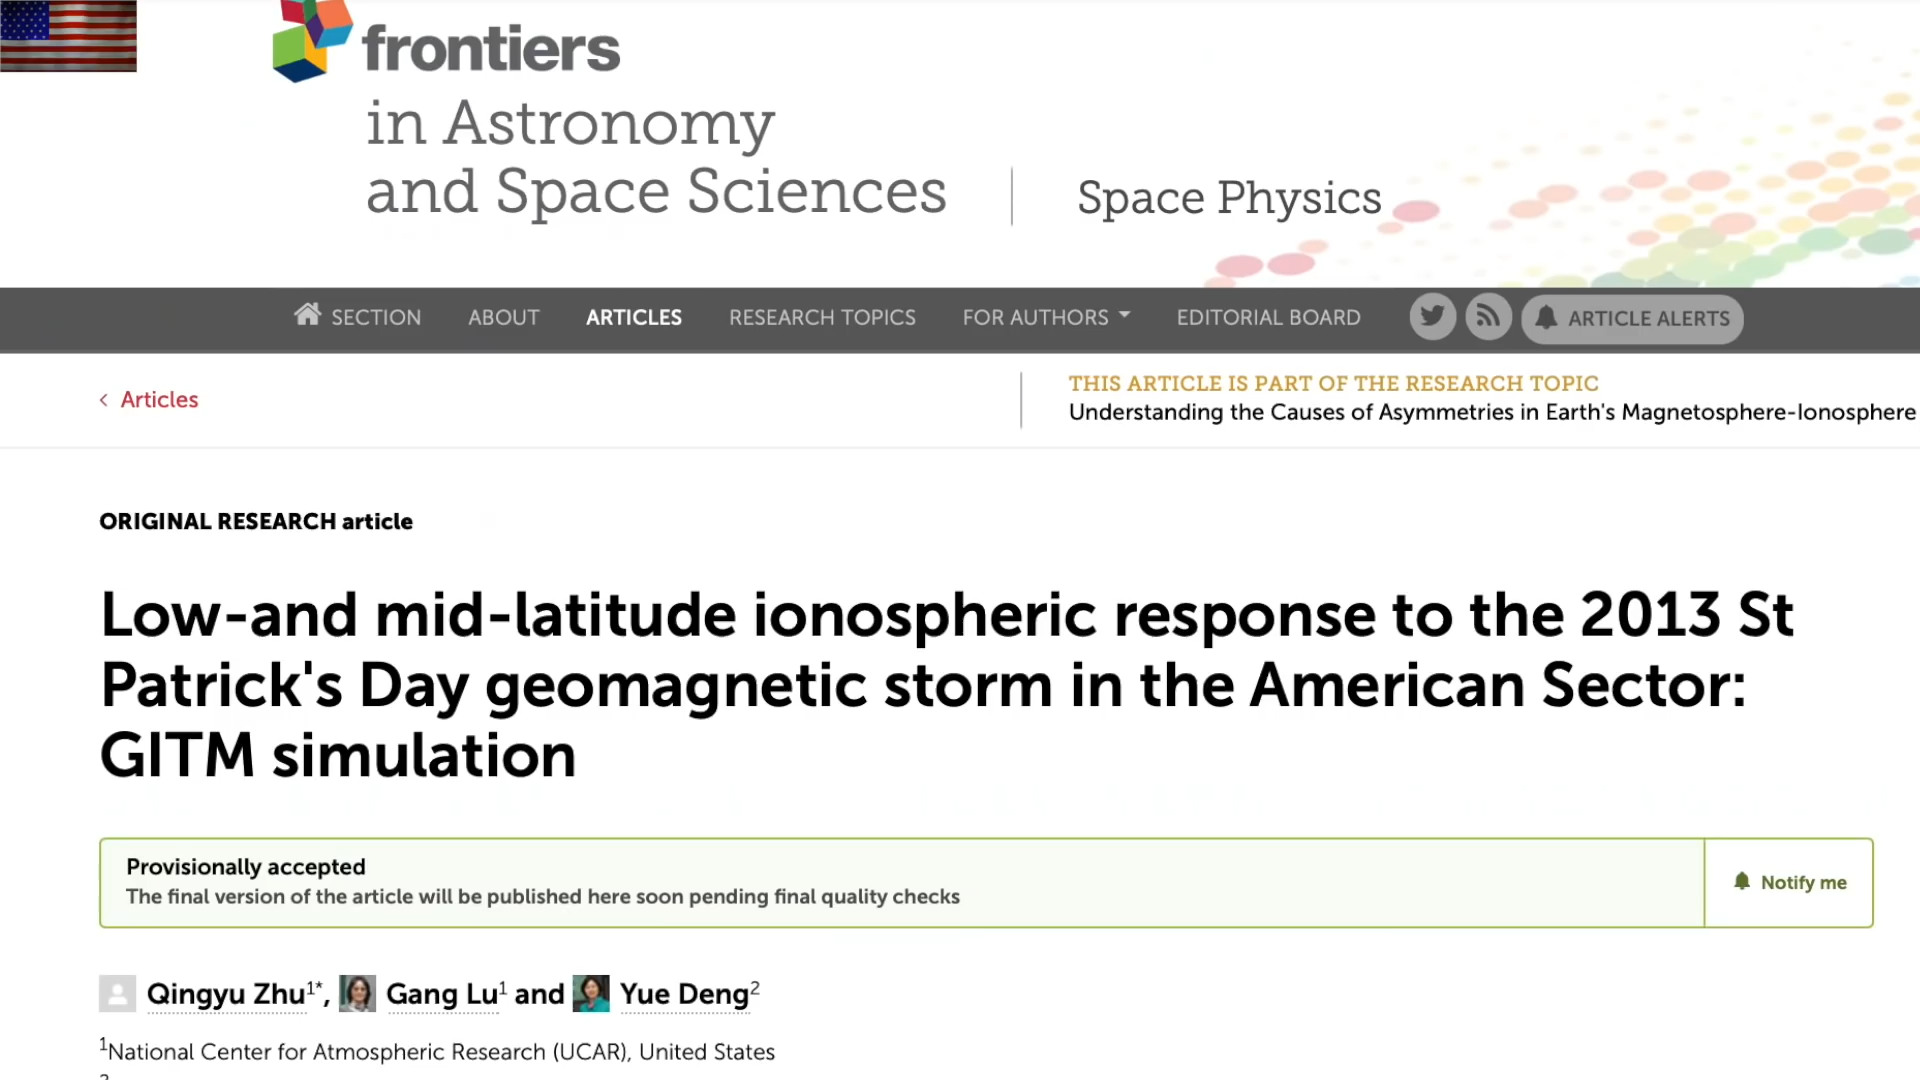 frontiers
in Astronomy
and Space Sciences
Space Physics
SECTION ABOUT ARTICLES RESEARCH TOPICS FOR AUTHORS EDITORIAL BOARD ARTICLE ALERTS
‹ Articles
THIS ARTICLE IS PART OF THE RESEARCH TOPIC
Understanding the Causes of Asymmetries in Earth's Magnetosphere-Ionosphere
ORIGINAL RESEARCH article
Low-and mid-latitude ionospheric response to the 2013 St
Patrick's Day geomagnetic storm in the American Sector:
GITM simulation
Provisionally accepted
The final version of the article will be published here soon pending final quality checks
Notify me
Qingyu Zhu1*, Gang Lu1 and Yue Deng2
1National Center for Atmospheric Research (UCAR), United States